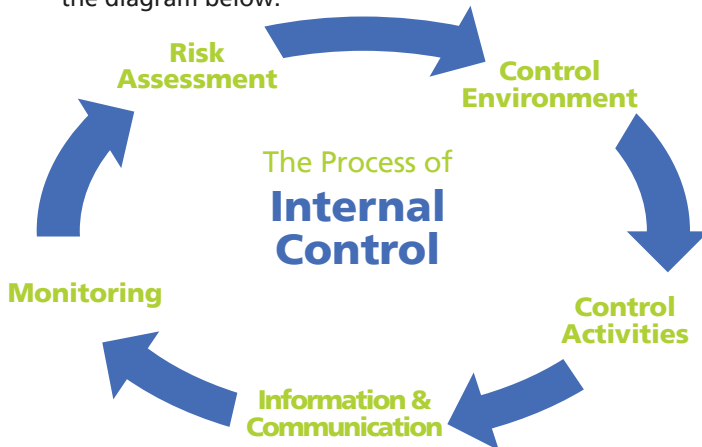 the diagram below.
Risk
Assessment
Control
Environment
The Process of
Internal
Control
Monitoring
Control
Activities
Information &
Communication